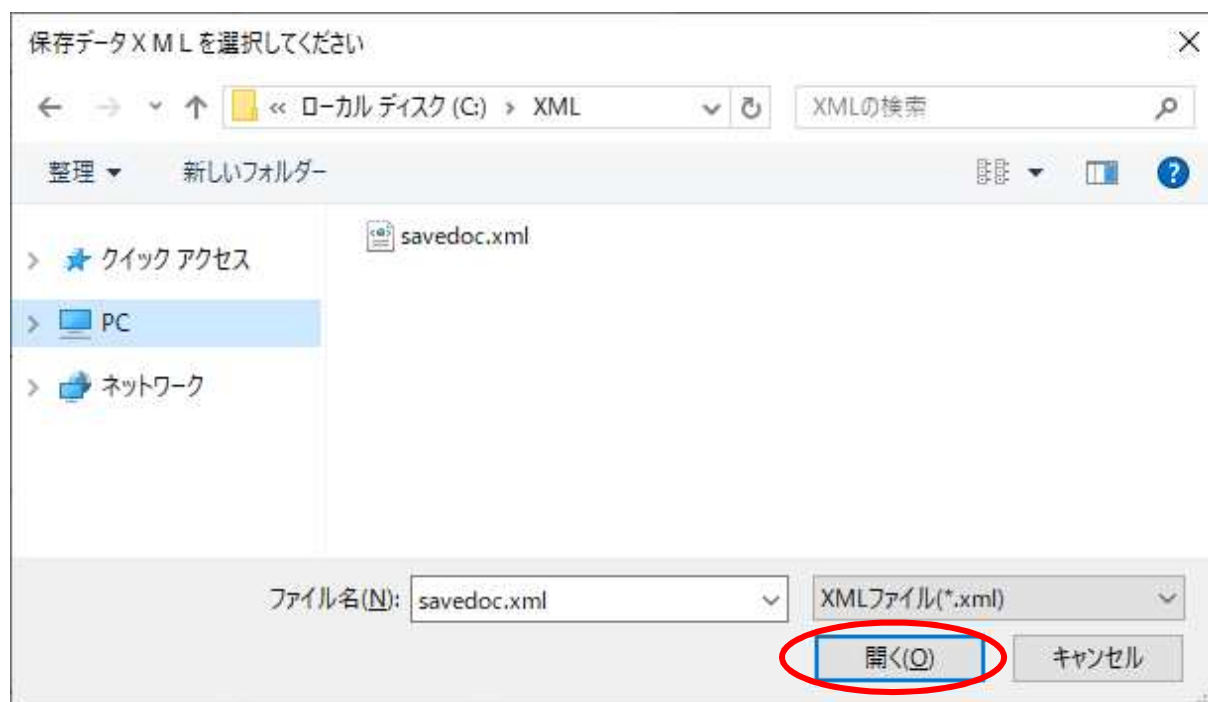 保存データXMLを選択してください
« ローカル ディスク (C:) › XML
XMLの検索
整理
新しいフォルダー
?
クイック アクセス
savedoc.xml
PC
ネットワーク
ファイル名(N): savedoc.xml
XMLファイル(*.xml)
開く(O)
キャンセル